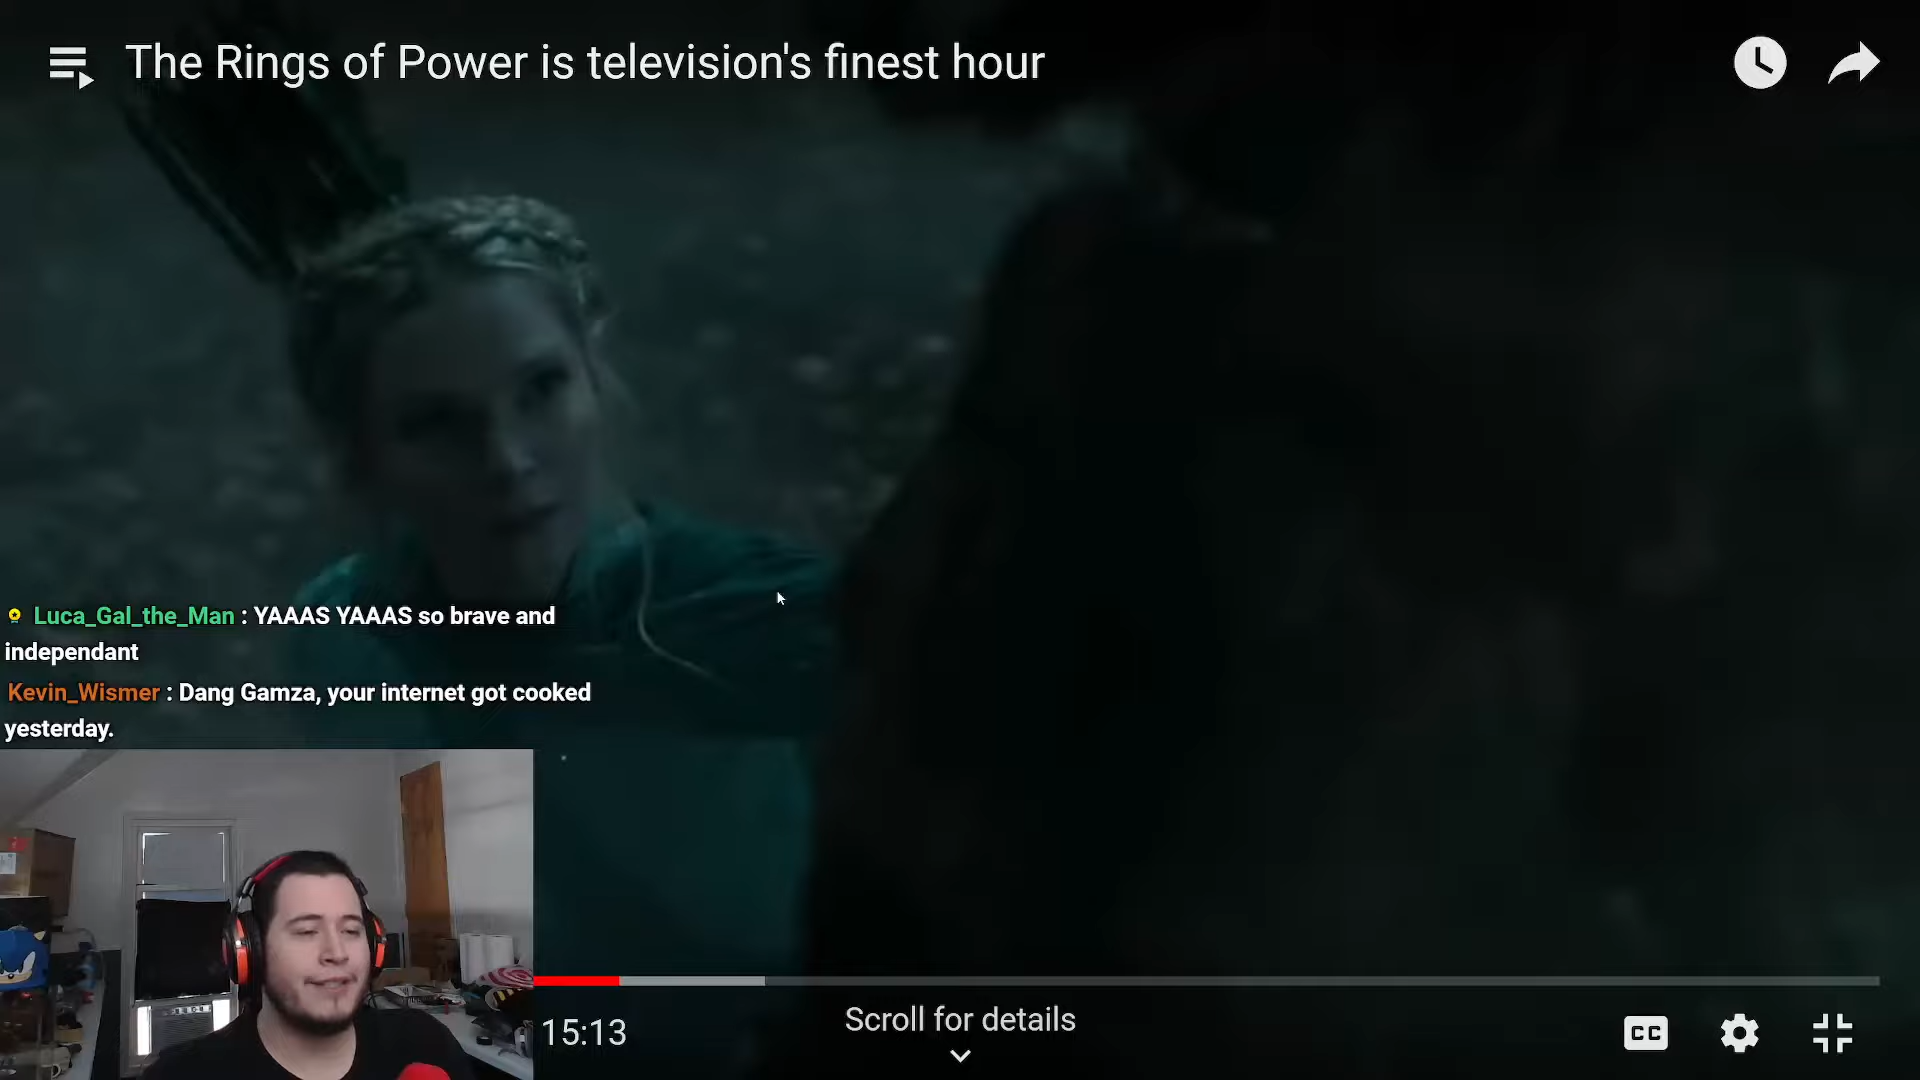 The Rings of Power is television's finest hour
Luca_Gal_the_Man : YAAAS YAAAS so brave and
independant
Kevin_Wismer : Dang Gamza, your internet got cooked
yesterday.
15:13
Scroll for details
CC